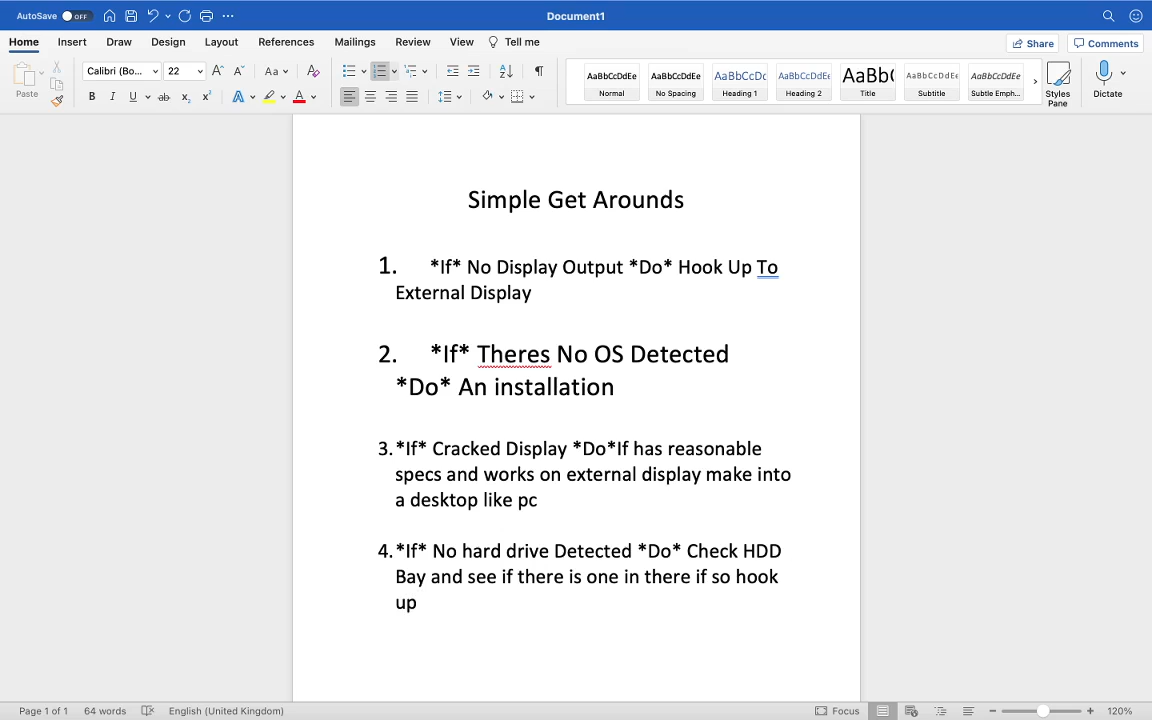 AutoSave OFF Document1
Home Insert Draw Design Layout References Mailings Review View Tell me Share Comments
Paste Calibri (Bo... 22 A A Aa A AaBbCcDdEe AaBbCcDdEe AaBbCcDc AaBbCcDdEe AaBb( AaBbCcDdEe AaBbCcDdEe
B I U ab x₂ x² A A Normal No Spacing Heading 1 Heading 2 Title Subtitle Subtle Emph... Styles Pane Dictate
Simple Get Arounds
1. *If* No Display Output *Do* Hook Up To
External Display
2. *If* Theres No OS Detected
*Do* An installation
3. *If* Cracked Display *Do*If has reasonable
specs and works on external display make into
a desktop like pc
4. *If* No hard drive Detected *Do* Check HDD
Bay and see if there is one in there if so hook
up
Page 1 of 1 64 words English (United Kingdom) Focus 120%